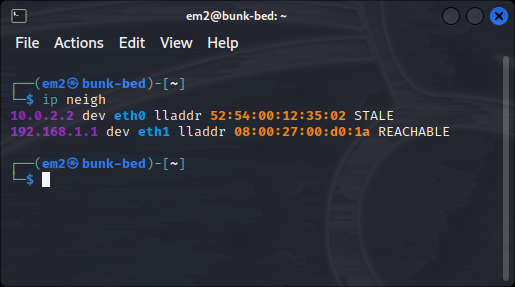 em2@bunk-bed: ~
File Actions Edit View Help
┌──(em2㉿bunk-bed)-[~]
└─$ ip neigh
10.0.2.2 dev eth0 lladdr 52:54:00:12:35:02 STALE
192.168.1.1 dev eth1 lladdr 08:00:27:00:d0:1a REACHABLE
┌──(em2㉿bunk-bed)-[~]
└─$